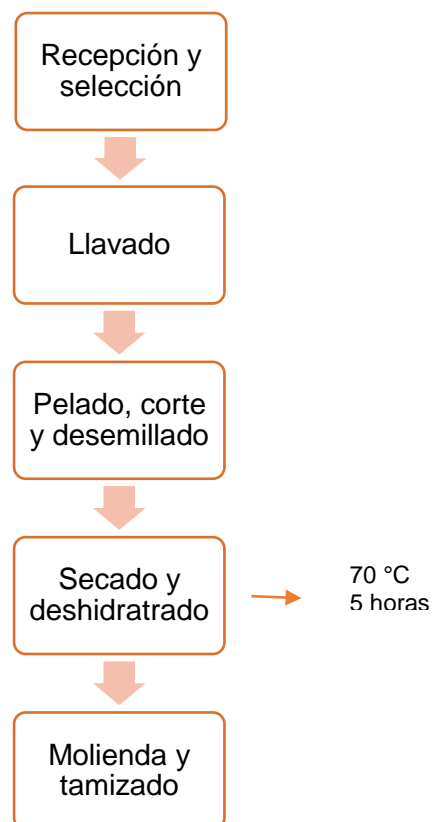 Recepción y
selección
Llavado
Pelado, corte
y desemillado
Secado y
deshidratrado
70 °C
5 horas
Molienda y
tamizado